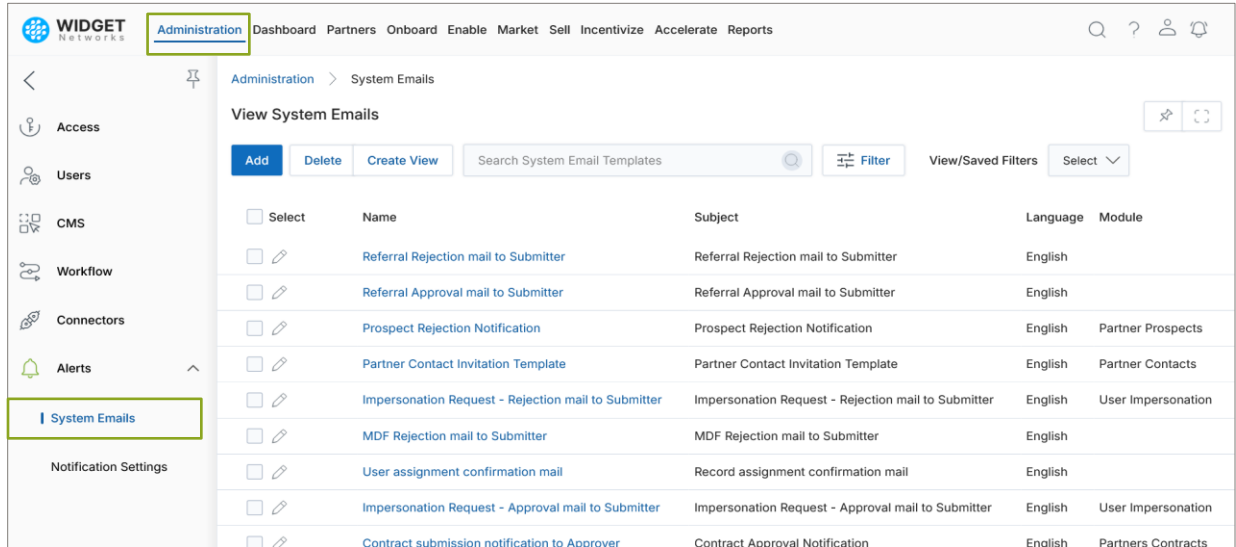 WIDGET
Networks
Administration Dashboard Partners Onboard Enable Market Sell Incentivize Accelerate Reports
Administration > System Emails
View System Emails
Access
Users
CMS
Workflow
Connectors
Alerts
System Emails
Notification Settings
Add Delete Create View Search System Email Templates Filter View/Saved Filters Select
Select Name Subject Language Module
Referral Rejection mail to Submitter Referral Rejection mail to Submitter English
Referral Approval mail to Submitter Referral Approval mail to Submitter English
Prospect Rejection Notification Prospect Rejection Notification English Partner Prospects
Partner Contact Invitation Template Partner Contact Invitation Template English Partner Contacts
Impersonation Request - Rejection mail to Submitter Impersonation Request - Rejection mail to Submitter English User Impersonation
MDF Rejection mail to Submitter MDF Rejection mail to Submitter English
User assignment confirmation mail Record assignment confirmation mail English
Impersonation Request - Approval mail to Submitter Impersonation Request - Approval mail to Submitter English User Impersonation
Contract submission notification to Approver Contract Approval Notification English Partners Contracts